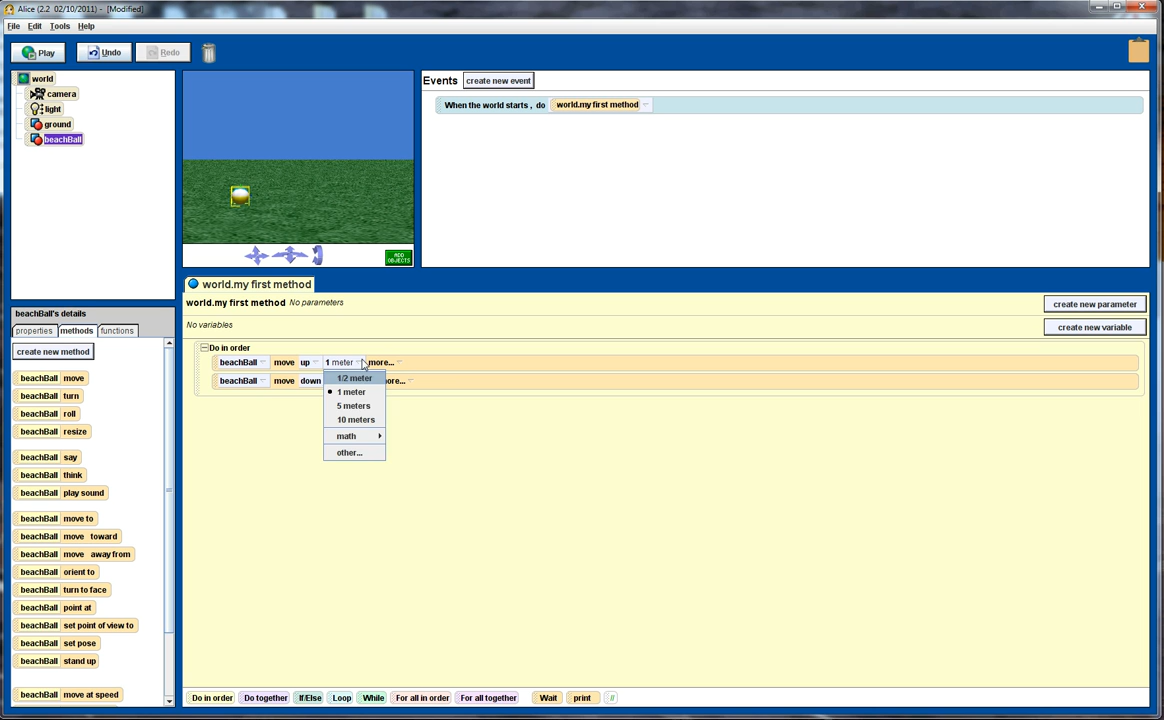 Alice (2.2 02/10/2011) - [Modified]
File Edit Tools Help
Play Undo Redo
world
camera
light
ground
beachBall
ADD OBJECTS
Events create new event
When the world starts , do world.my first method
beachBall's details
properties methods functions
create new method
beachBall move
beachBall turn
beachBall roll
beachBall resize
beachBall say
beachBall think
beachBall play sound
beachBall move to
beachBall move toward
beachBall move away from
beachBall orient to
beachBall turn to face
beachBall point at
beachBall set point of view to
beachBall set pose
beachBall stand up
beachBall move at speed
world.my first method
world.my first method No parameters create new parameter
No variables create new variable
Do in order
beachBall move up 1 meter more...
beachBall move down ore...
1/2 meter
1 meter
5 meters
10 meters
math
other...
Do in order Do together If/Else Loop While For all in order For all together Wait print //